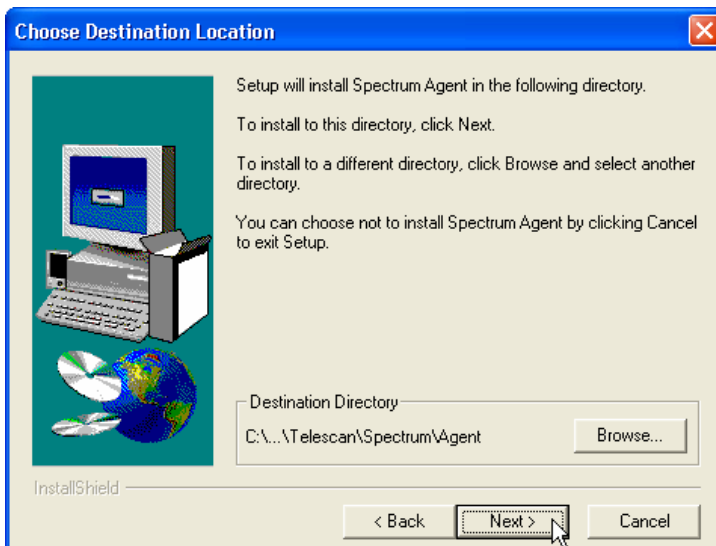 Choose Destination Location
Setup will install Spectrum Agent in the following directory.
To install to this directory, click Next.
To install to a different directory, click Browse and select another
directory.
You can choose not to install Spectrum Agent by clicking Cancel
to exit Setup.
Destination Directory
C:\...\Telescan\Spectrum\Agent
Browse...
InstallShield
< Back
Next >
Cancel